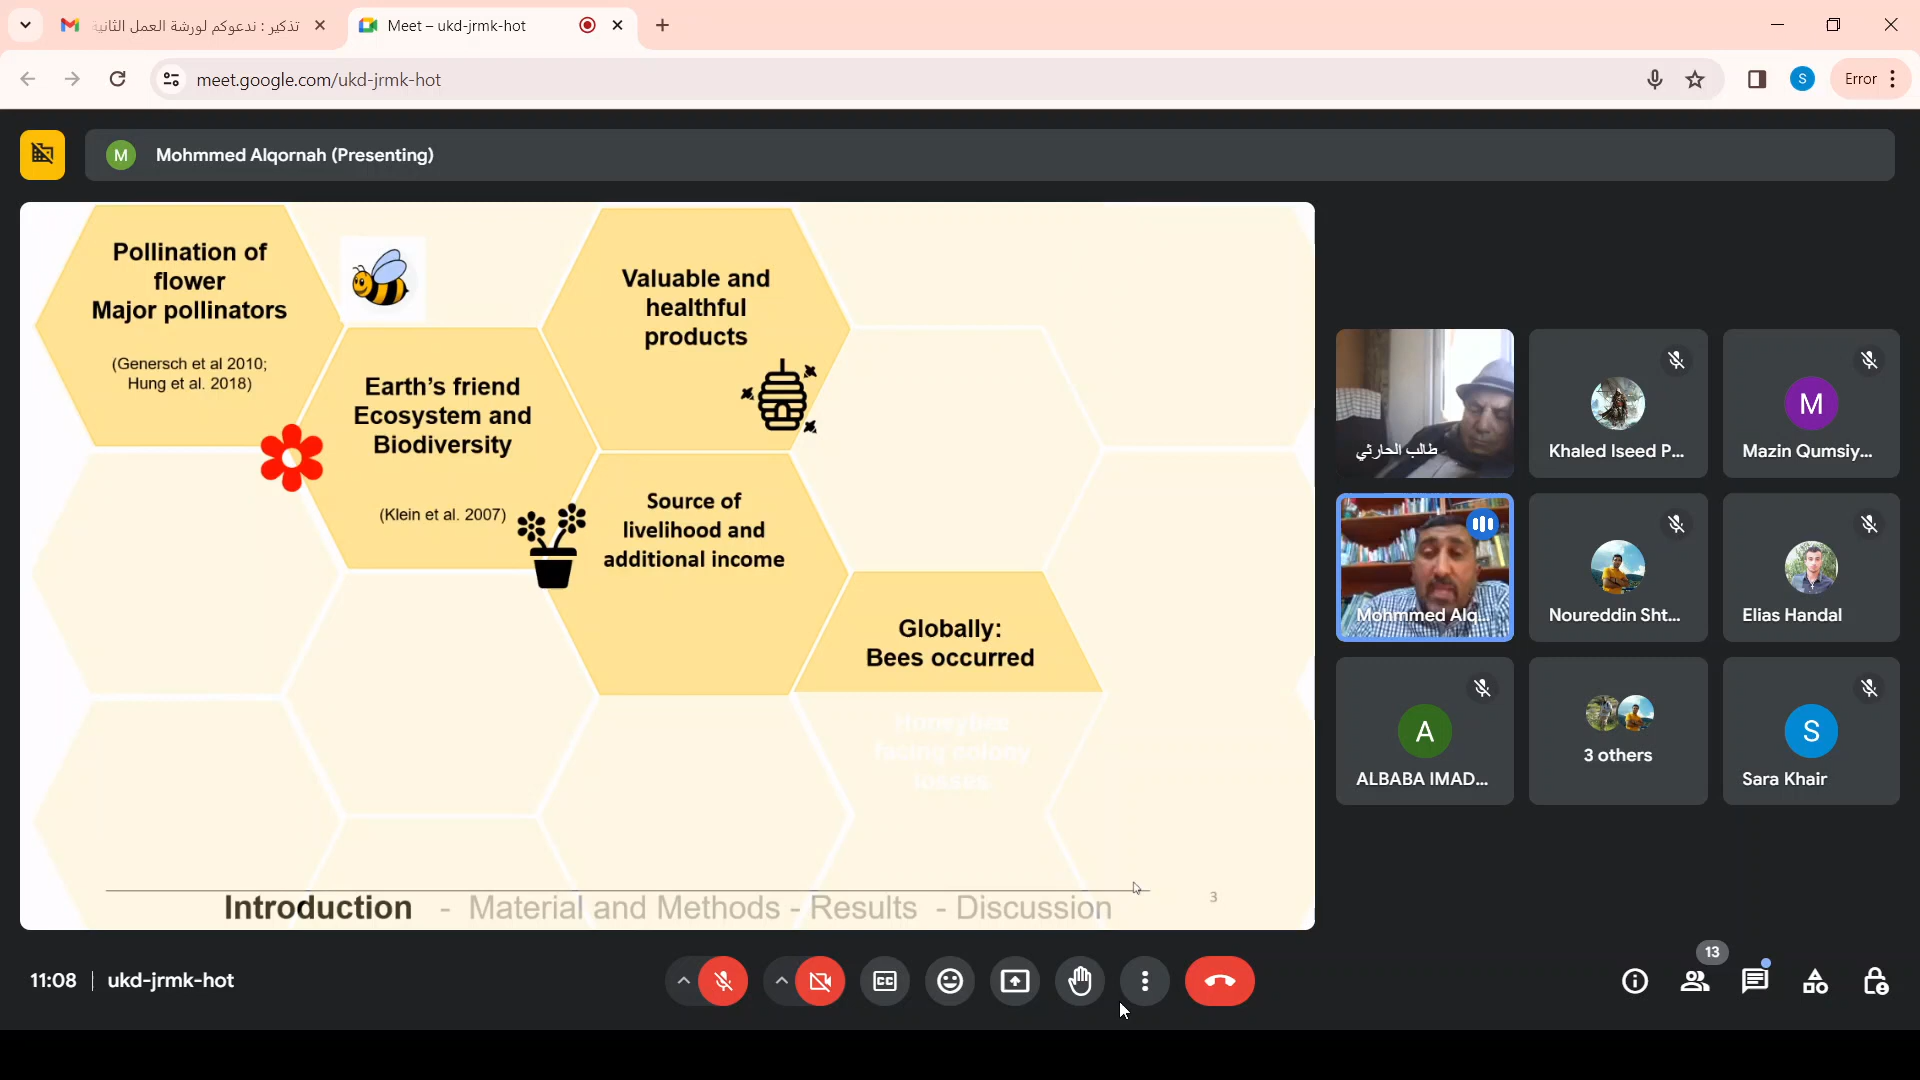 تذكير : ندعوكم لورشة العمل الثانية
Meet – ukd-jrmk-hot
meet.google.com/ukd-jrmk-hot
S
Error
M
Mohmmed Alqornah (Presenting)
Pollination of
flower
Major pollinators
(Genersch et al 2010;
Hung et al. 2018)
Earth's friend
Ecosystem and
Biodiversity
(Klein et al. 2007)
Valuable and
healthful
products
Source of
livelihood and
additional income
Globally:
Bees occurred
Honeybee
facing colony
losses
Introduction - Material and Methods - Results - Discussion
3
طالب الحارثي
Khaled Iseed P...
M
Mazin Qumsiy...
Mohmmed Alq...
Noureddin Sht...
Elias Handal
A
ALBABA IMAD...
3 others
S
Sara Khair
11:08
ukd-jrmk-hot
13